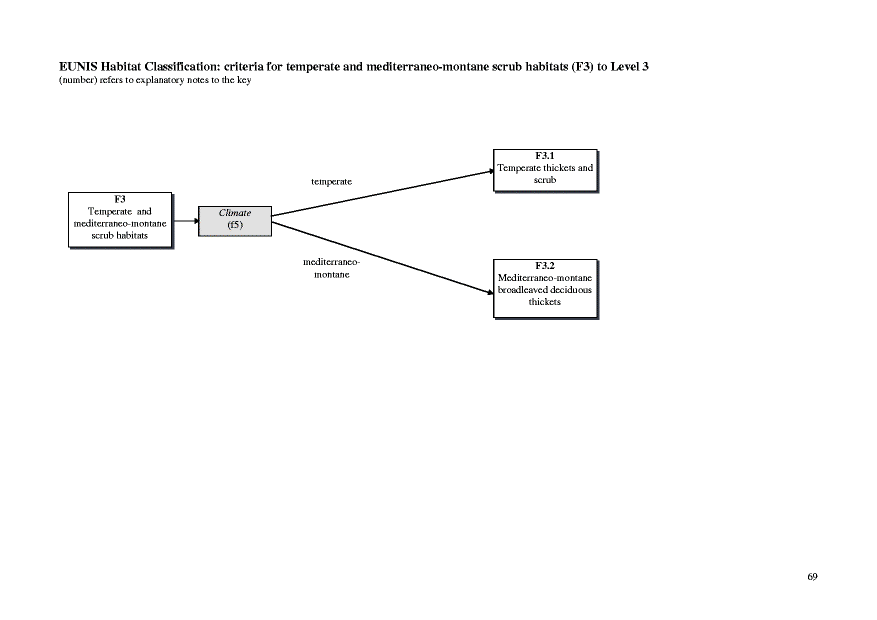 EUNIS Habitat Classification: criteria for temperate and mediterraneo-montane scrub habitats (F3) to Level 3
(number) refers to explanatory notes to the key
F3.1
Temperate thickets and
scrub
temperate
F3
Temperate and
mediterraneo-montane
scrub habitats
Climate
(f5)
mediterraneo-
montane
F3.2
Mediterraneo-montane
broadleaved deciduous
thickets
69